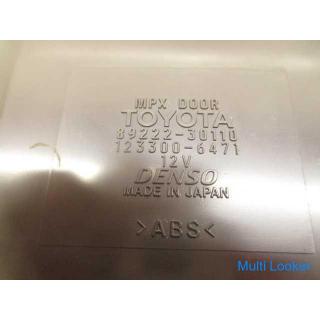 MPX DOOR
TOYOTA
89222-30110
123300-6471
12V
DENSO
MADE IN JAPAN
>ABS<
Multi Looker